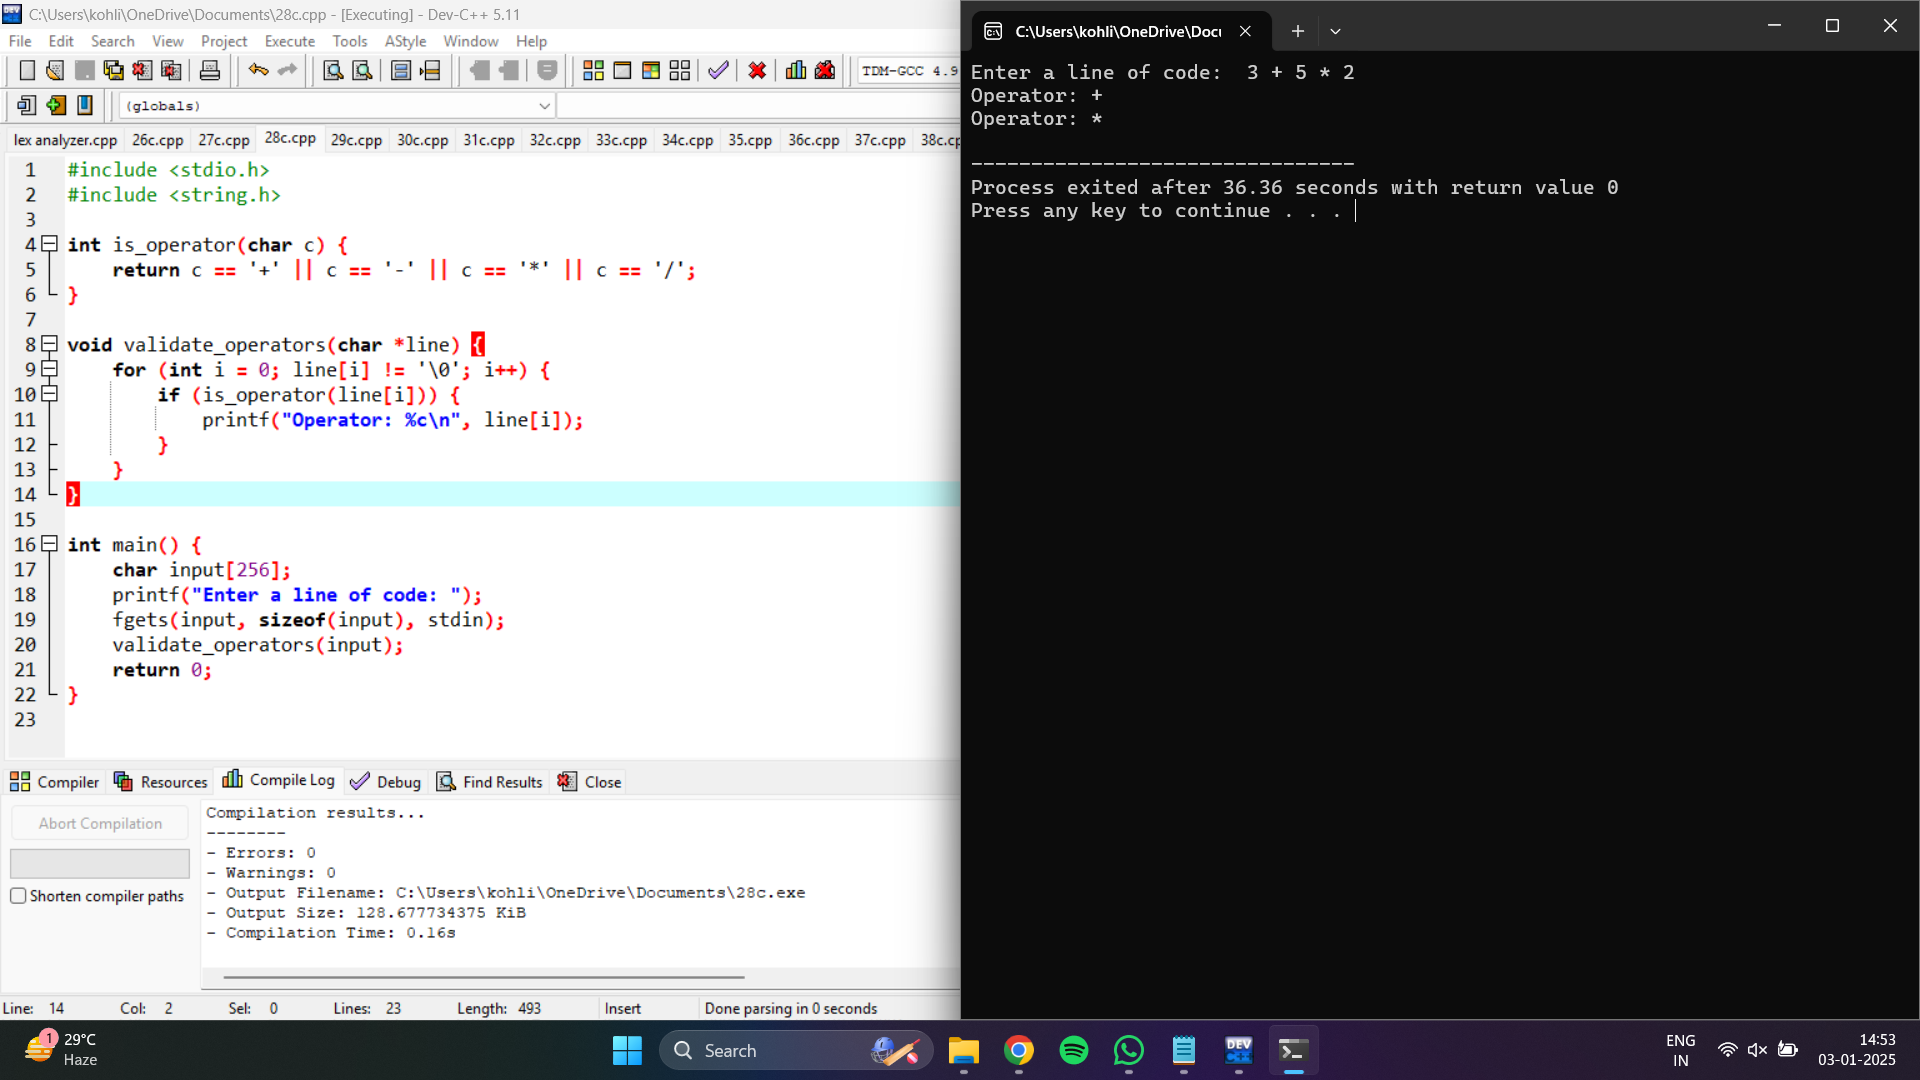 C:\Users\kohli\OneDrive\Documents\28c.cpp - [Executing] - Dev-C++ 5.11
File Edit Search View Project Execute Tools AStyle Window Help
TDM-GCC 4.9
(globals)
lex analyzer.cpp 26c.cpp 27c.cpp 28c.cpp 29c.cpp 30c.cpp 31c.cpp 32c.cpp 33c.cpp 34c.cpp 35.cpp 36c.cpp 37c.cpp 38c.cp
1 #include <stdio.h>
2 #include <string.h>
3
4 int is_operator(char c) {
5 return c == '+' || c == '-' || c == '*' || c == '/';
6 }
7
8 void validate_operators(char *line) {
9 for (int i = 0; line[i] != '\0'; i++) {
10 if (is_operator(line[i])) {
11 printf("Operator: %c\n", line[i]);
12 }
13 }
14 }
15
16 int main() {
17 char input[256];
18 printf("Enter a line of code: ");
19 fgets(input, sizeof(input), stdin);
20 validate_operators(input);
21 return 0;
22 }
23
Compiler Resources Compile Log Debug Find Results Close
Abort Compilation
Shorten compiler paths
Compilation results...
--------
- Errors: 0
- Warnings: 0
- Output Filename: C:\Users\kohli\OneDrive\Documents\28c.exe
- Output Size: 128.677734375 KiB
- Compilation Time: 0.16s
Line: 14 Col: 2 Sel: 0 Lines: 23 Length: 493 Insert Done parsing in 0 seconds
C:\Users\kohli\OneDrive\Docu
Enter a line of code:  3 + 5 * 2
Operator: +
Operator: *
--------------------------------
Process exited after 36.36 seconds with return value 0
Press any key to continue . . .
1
29°C
Haze
Search
DEV
C++
ENG
IN
14:53
03-01-2025